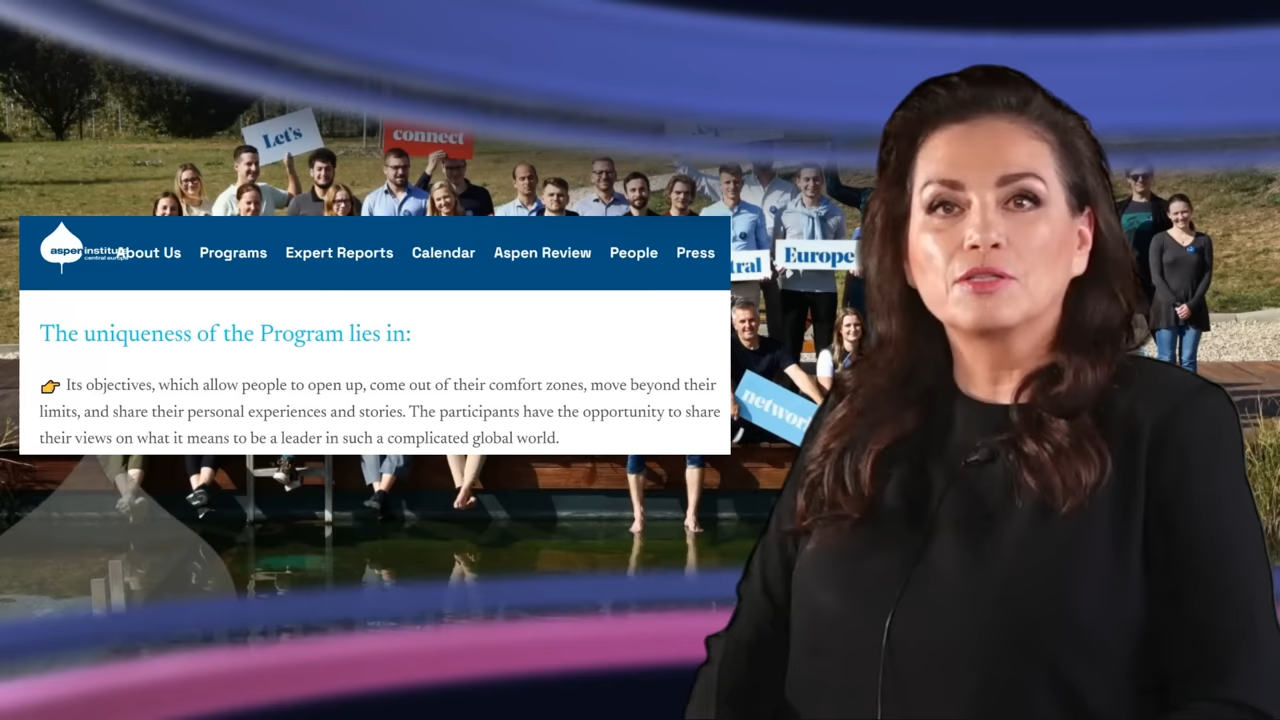 Let's
connect
Europe
aspen institute
central europe
About Us Programs Expert Reports Calendar Aspen Review People Press
The uniqueness of the Program lies in:
👉 Its objectives, which allow people to open up, come out of their comfort zones, move beyond their
limits, and share their personal experiences and stories. The participants have the opportunity to share
their views on what it means to be a leader in such a complicated global world.